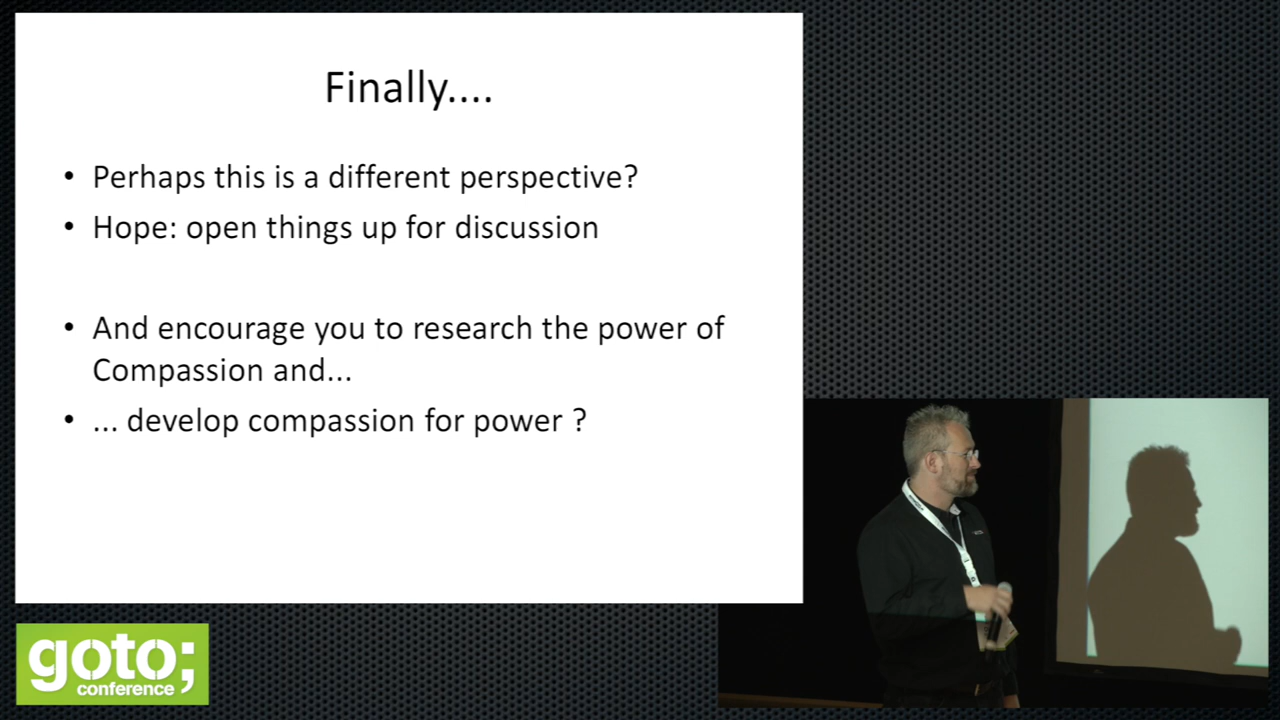 Finally....
• Perhaps this is a different perspective?
• Hope: open things up for discussion
• And encourage you to research the power of
Compassion and...
• ... develop compassion for power ?
goto;
conference